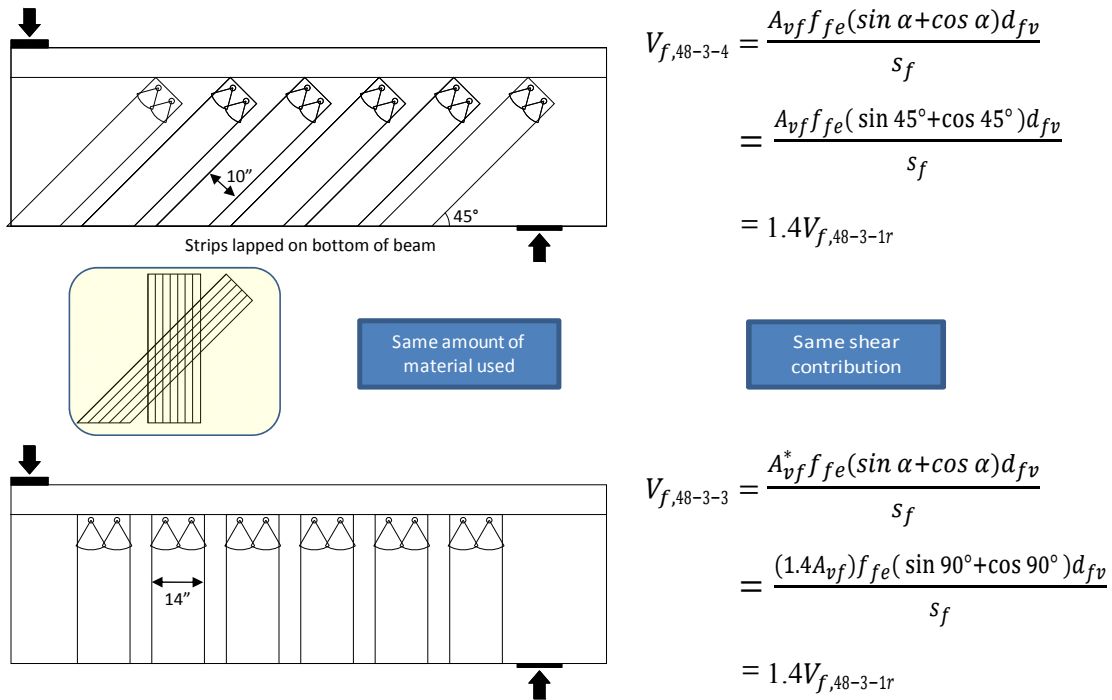 V_{f,48-3-4} = \frac{A_{vf} f_{fe}(sin α+cos α)d_{fv}}{s_f}
= \frac{A_{vf} f_{fe}( sin 45°+cos 45° )d_{fv}}{s_f}
= 1.4V_{f,48-3-1r}
10"
45°
Strips lapped on bottom of beam
Same amount of
material used
Same shear
contribution
V_{f,48-3-3} = \frac{A^*_{vf} f_{fe}(sin α+cos α)d_{fv}}{s_f}
= \frac{(1.4A_{vf})f_{fe}( sin 90°+cos 90° )d_{fv}}{s_f}
= 1.4V_{f,48-3-1r}
14"